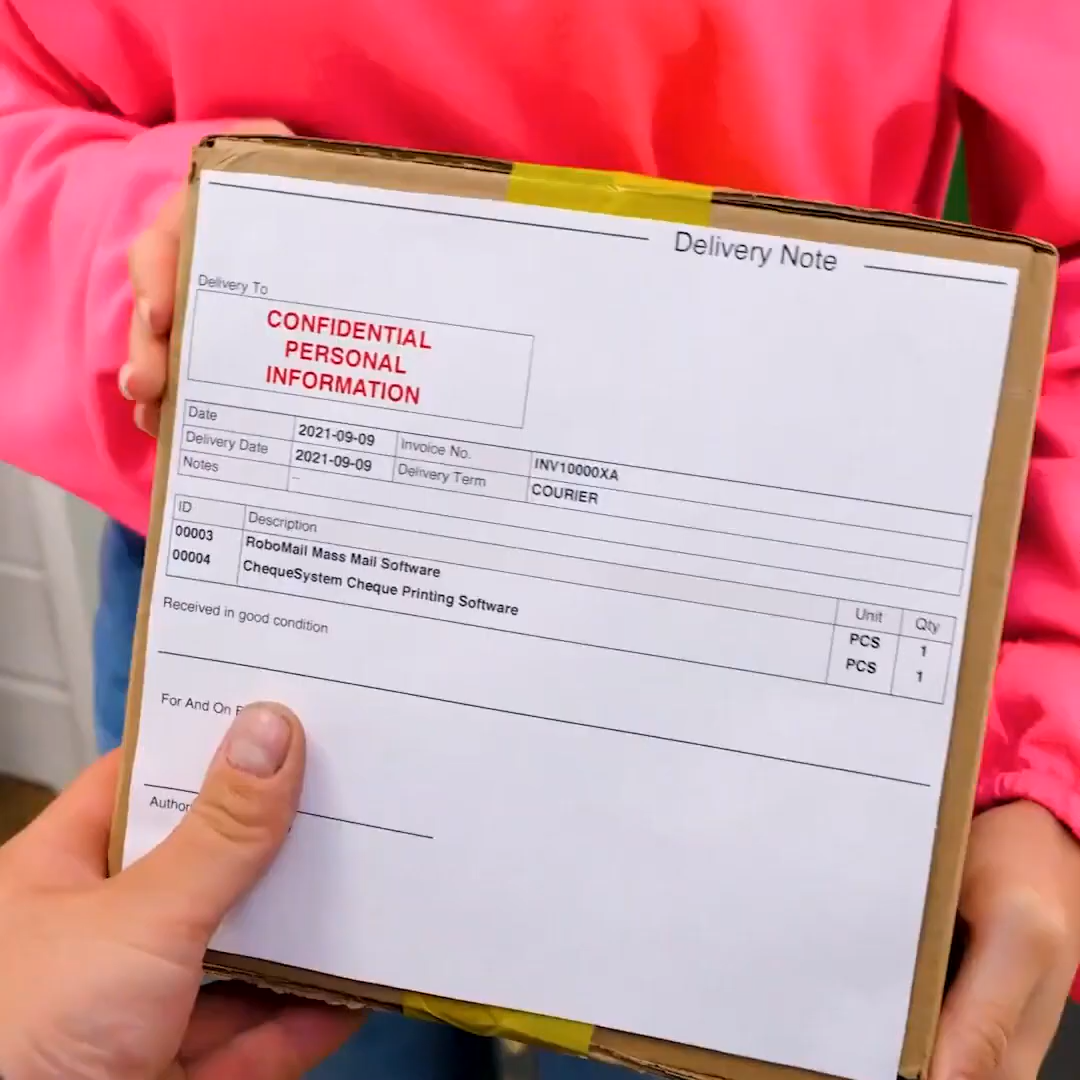 Delivery Note
Delivery To
CONFIDENTIAL
PERSONAL
INFORMATION
Date 2021-09-09 Invoice No. INV10000XA
Delivery Date 2021-09-09 Delivery Term COURIER
Notes --
ID Description Unit Qty
00003 RoboMail Mass Mail Software PCS 1
00004 ChequeSystem Cheque Printing Software PCS 1
Received in good condition
For And On